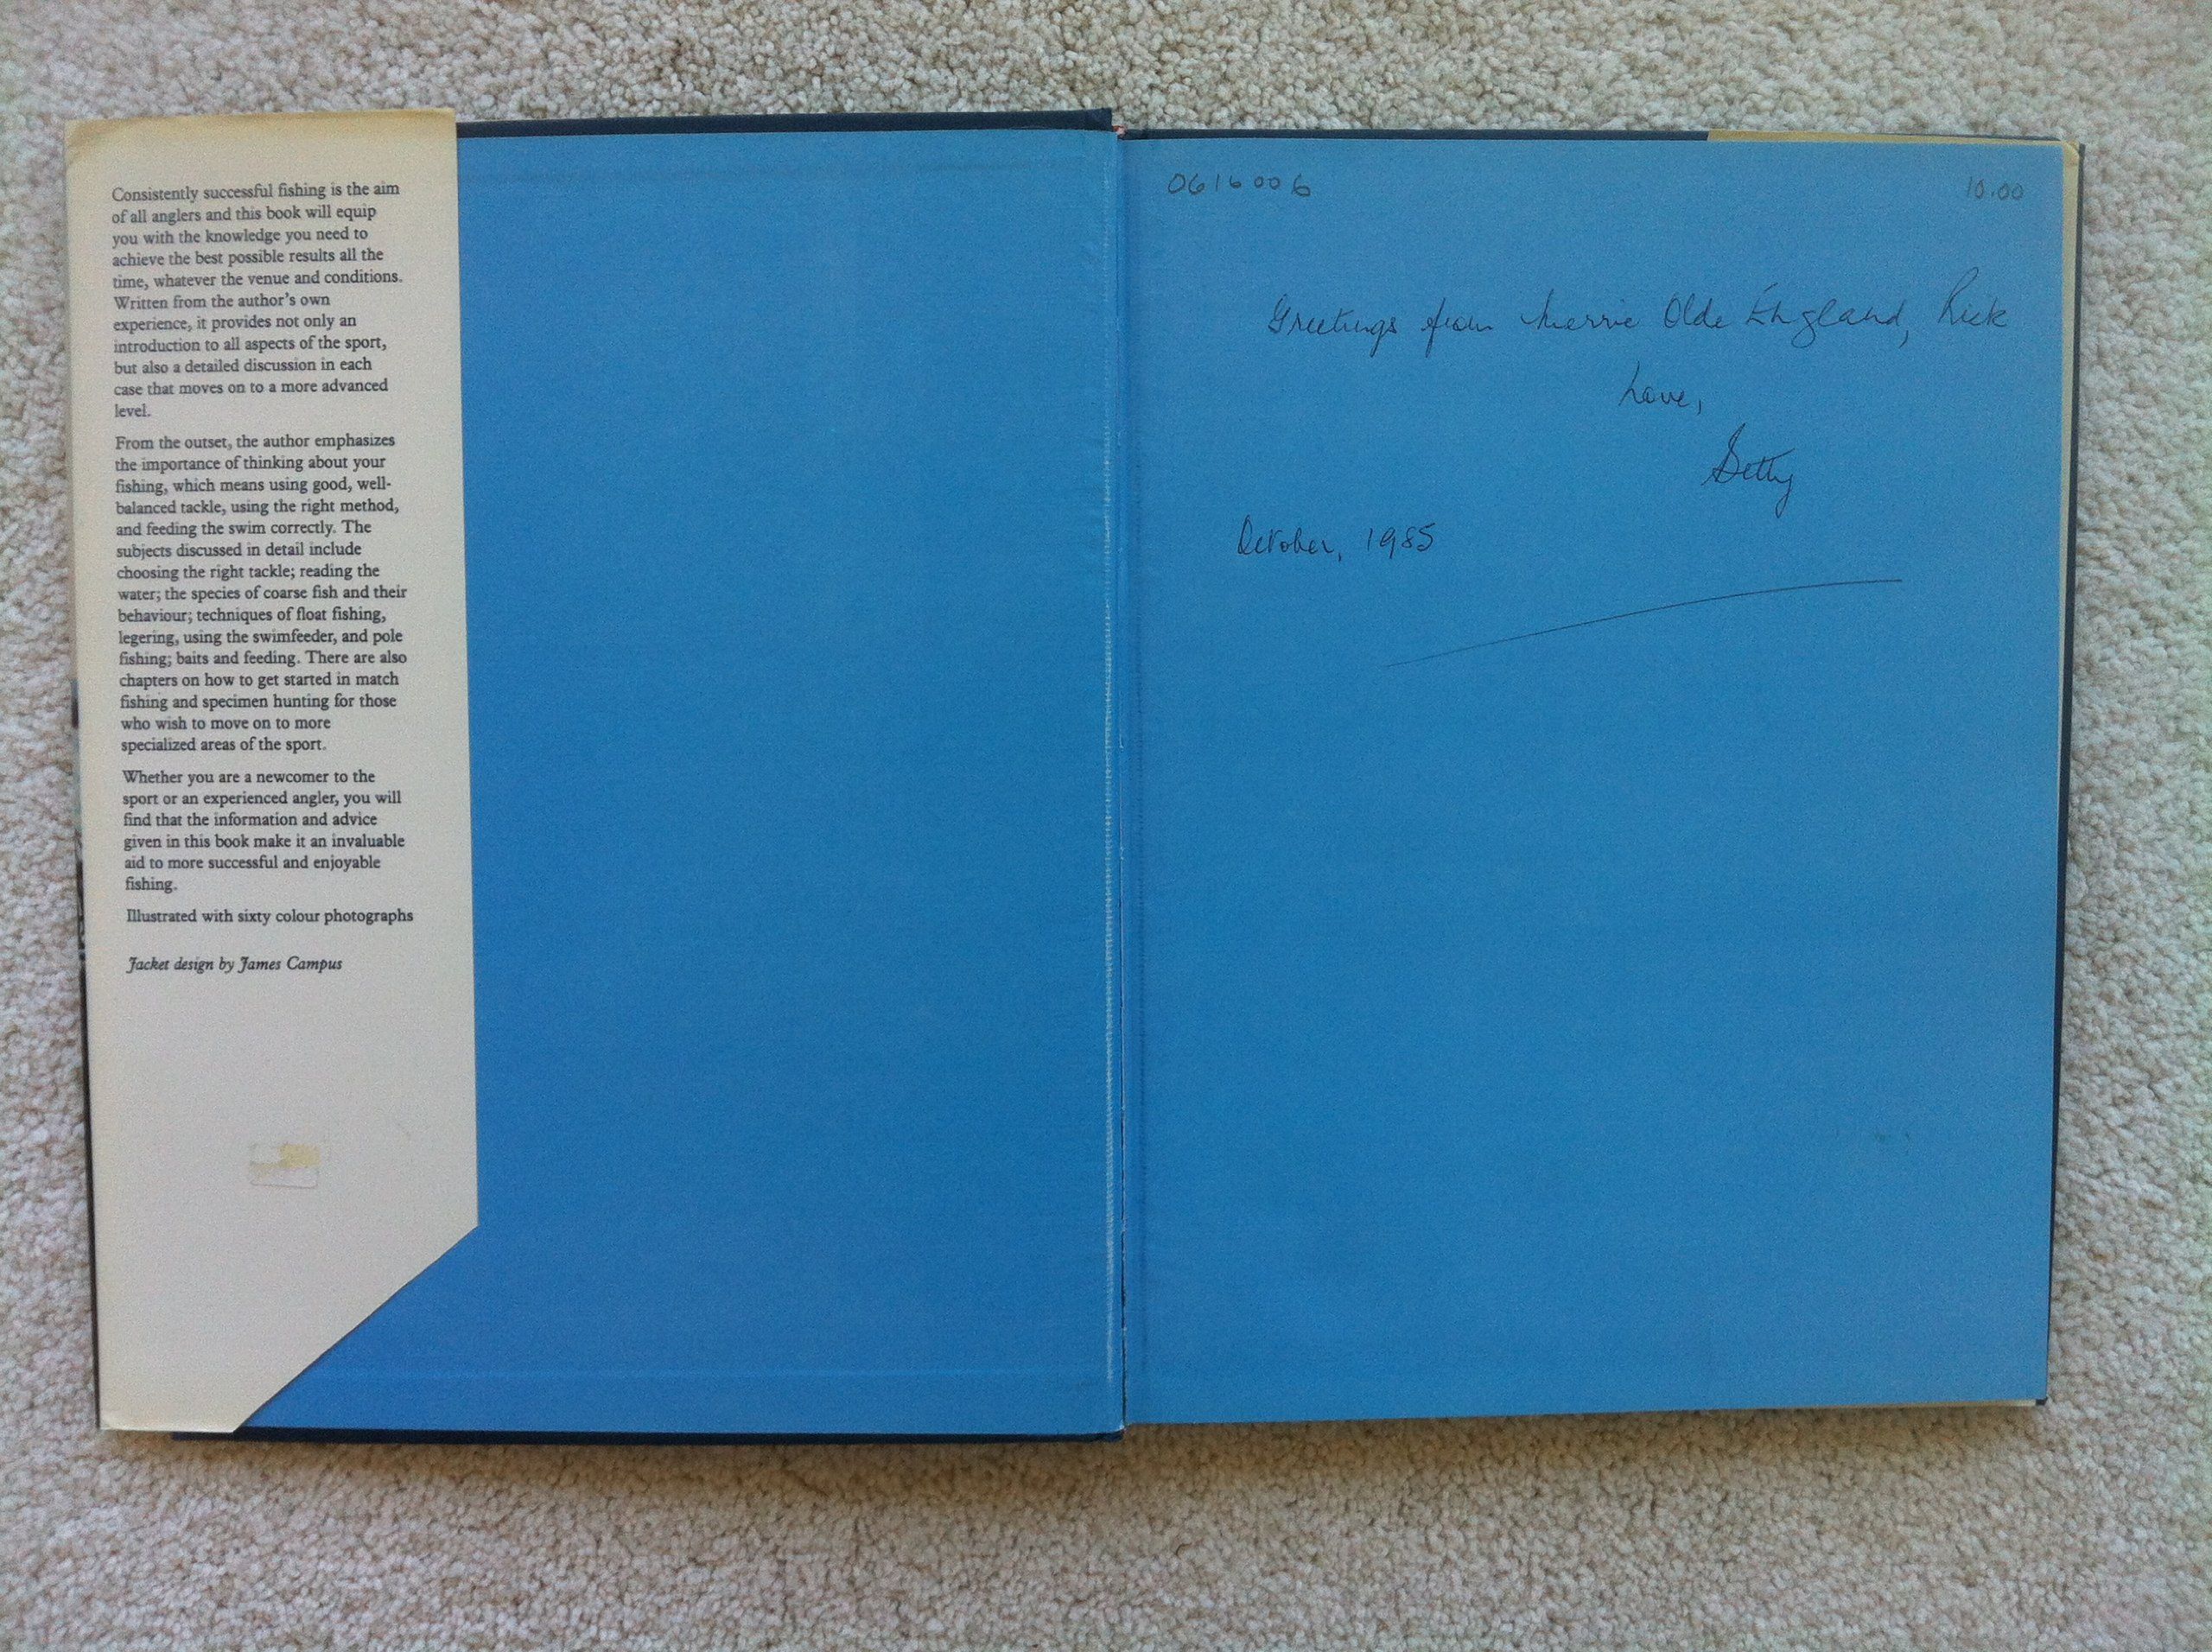 Consistently successful fishing is the aim
of all anglers and this book will equip
you with the knowledge you need to
achieve the best possible results all the
time, whatever the venue and conditions.
Written from the author's own
experience, it provides not only an
introduction to all aspects of the sport,
but also a detailed discussion in each
case that moves on to a more advanced
level.
From the outset, the author emphasizes
the importance of thinking about your
fishing, which means using good, well-
balanced tackle, using the right method,
and feeding the swim correctly. The
subjects discussed in detail include
choosing the right tackle; reading the
water; the species of coarse fish and their
behaviour; techniques of float fishing,
legering, using the swimfeeder, and pole
fishing; baits and feeding. There are also
chapters on how to get started in match
fishing and specimen hunting for those
who wish to move on to more
specialized areas of the sport.
Whether you are a newcomer to the
sport or an experienced angler, you will
find that the information and advice
given in this book make it an invaluable
aid to more successful and enjoyable
fishing.
Illustrated with sixty colour photographs
Jacket design by James Campus
0616006
10.00
Greetings from Merrie Olde England, Rick
Love,
Betty
October, 1985